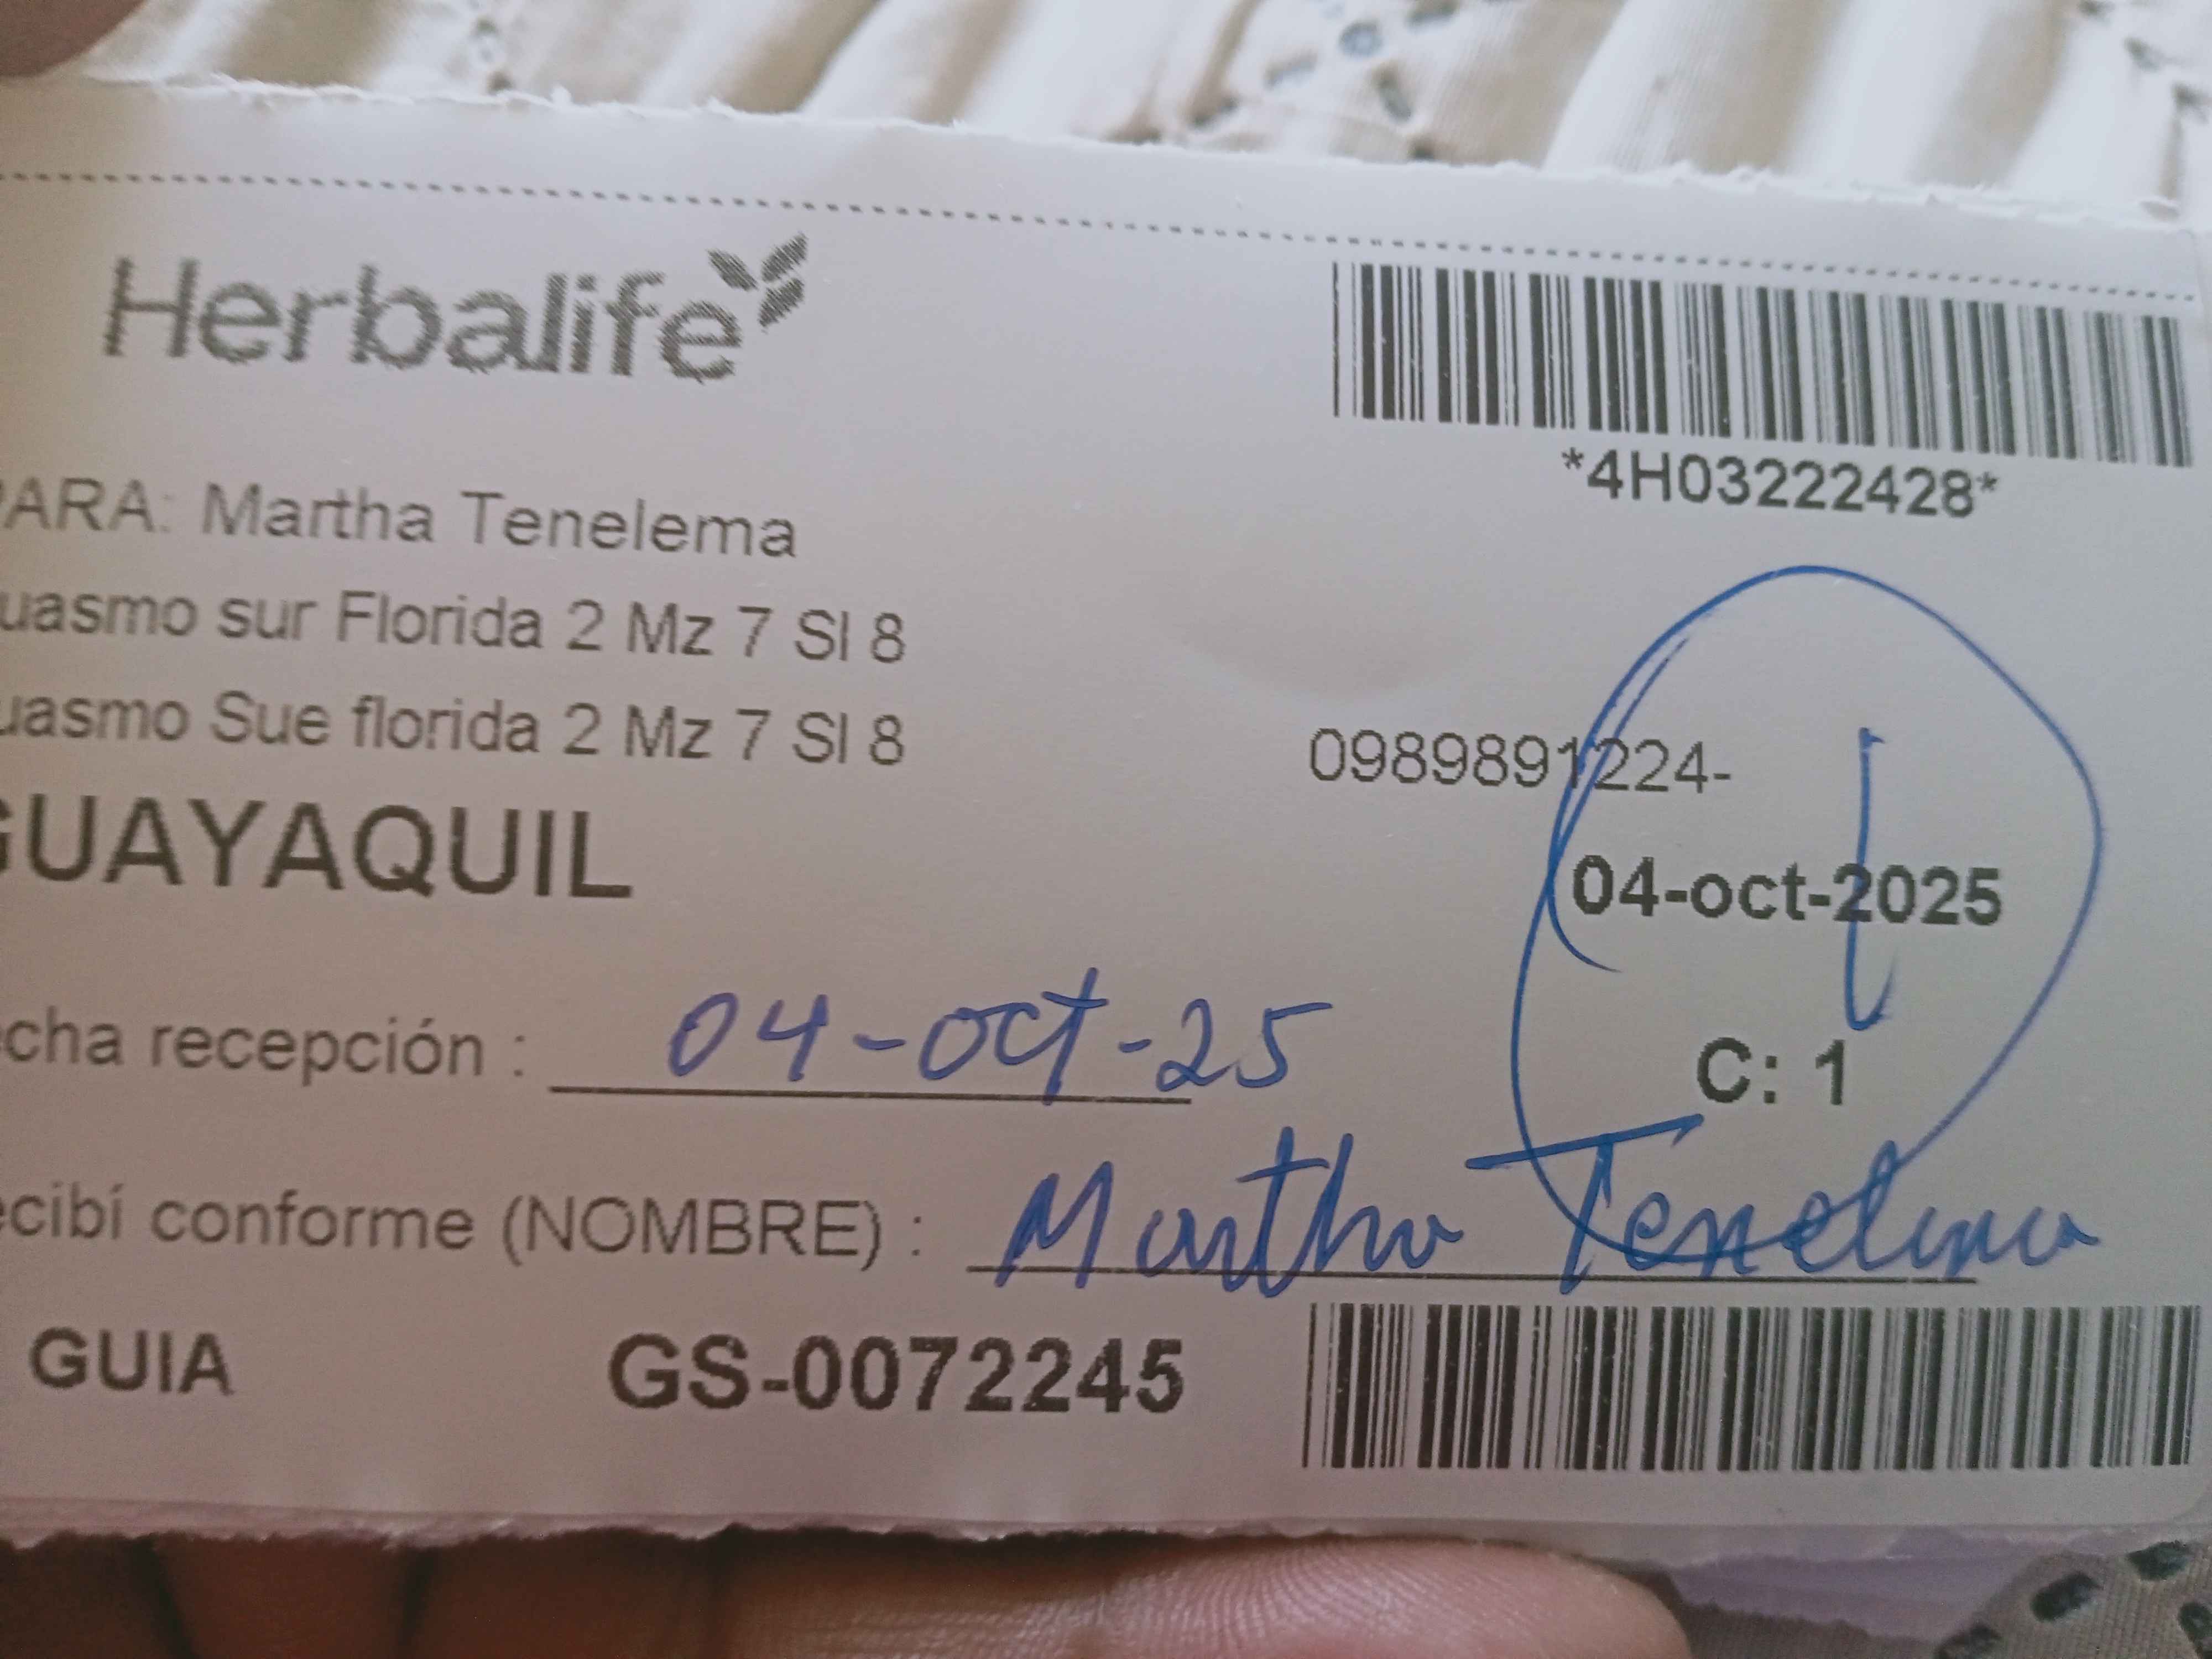 Herbalife
*4H03222428*
PARA: Martha Tenelema
uasmo sur Florida 2 Mz 7 Sl 8
uasmo Sue florida 2 Mz 7 Sl 8
0989891224-
GUAYAQUIL
04-oct-2025
echa recepción : 04-oct-25
C: 1
ecibí conforme (NOMBRE) : Martha Tenelema
GUIA GS-0072245